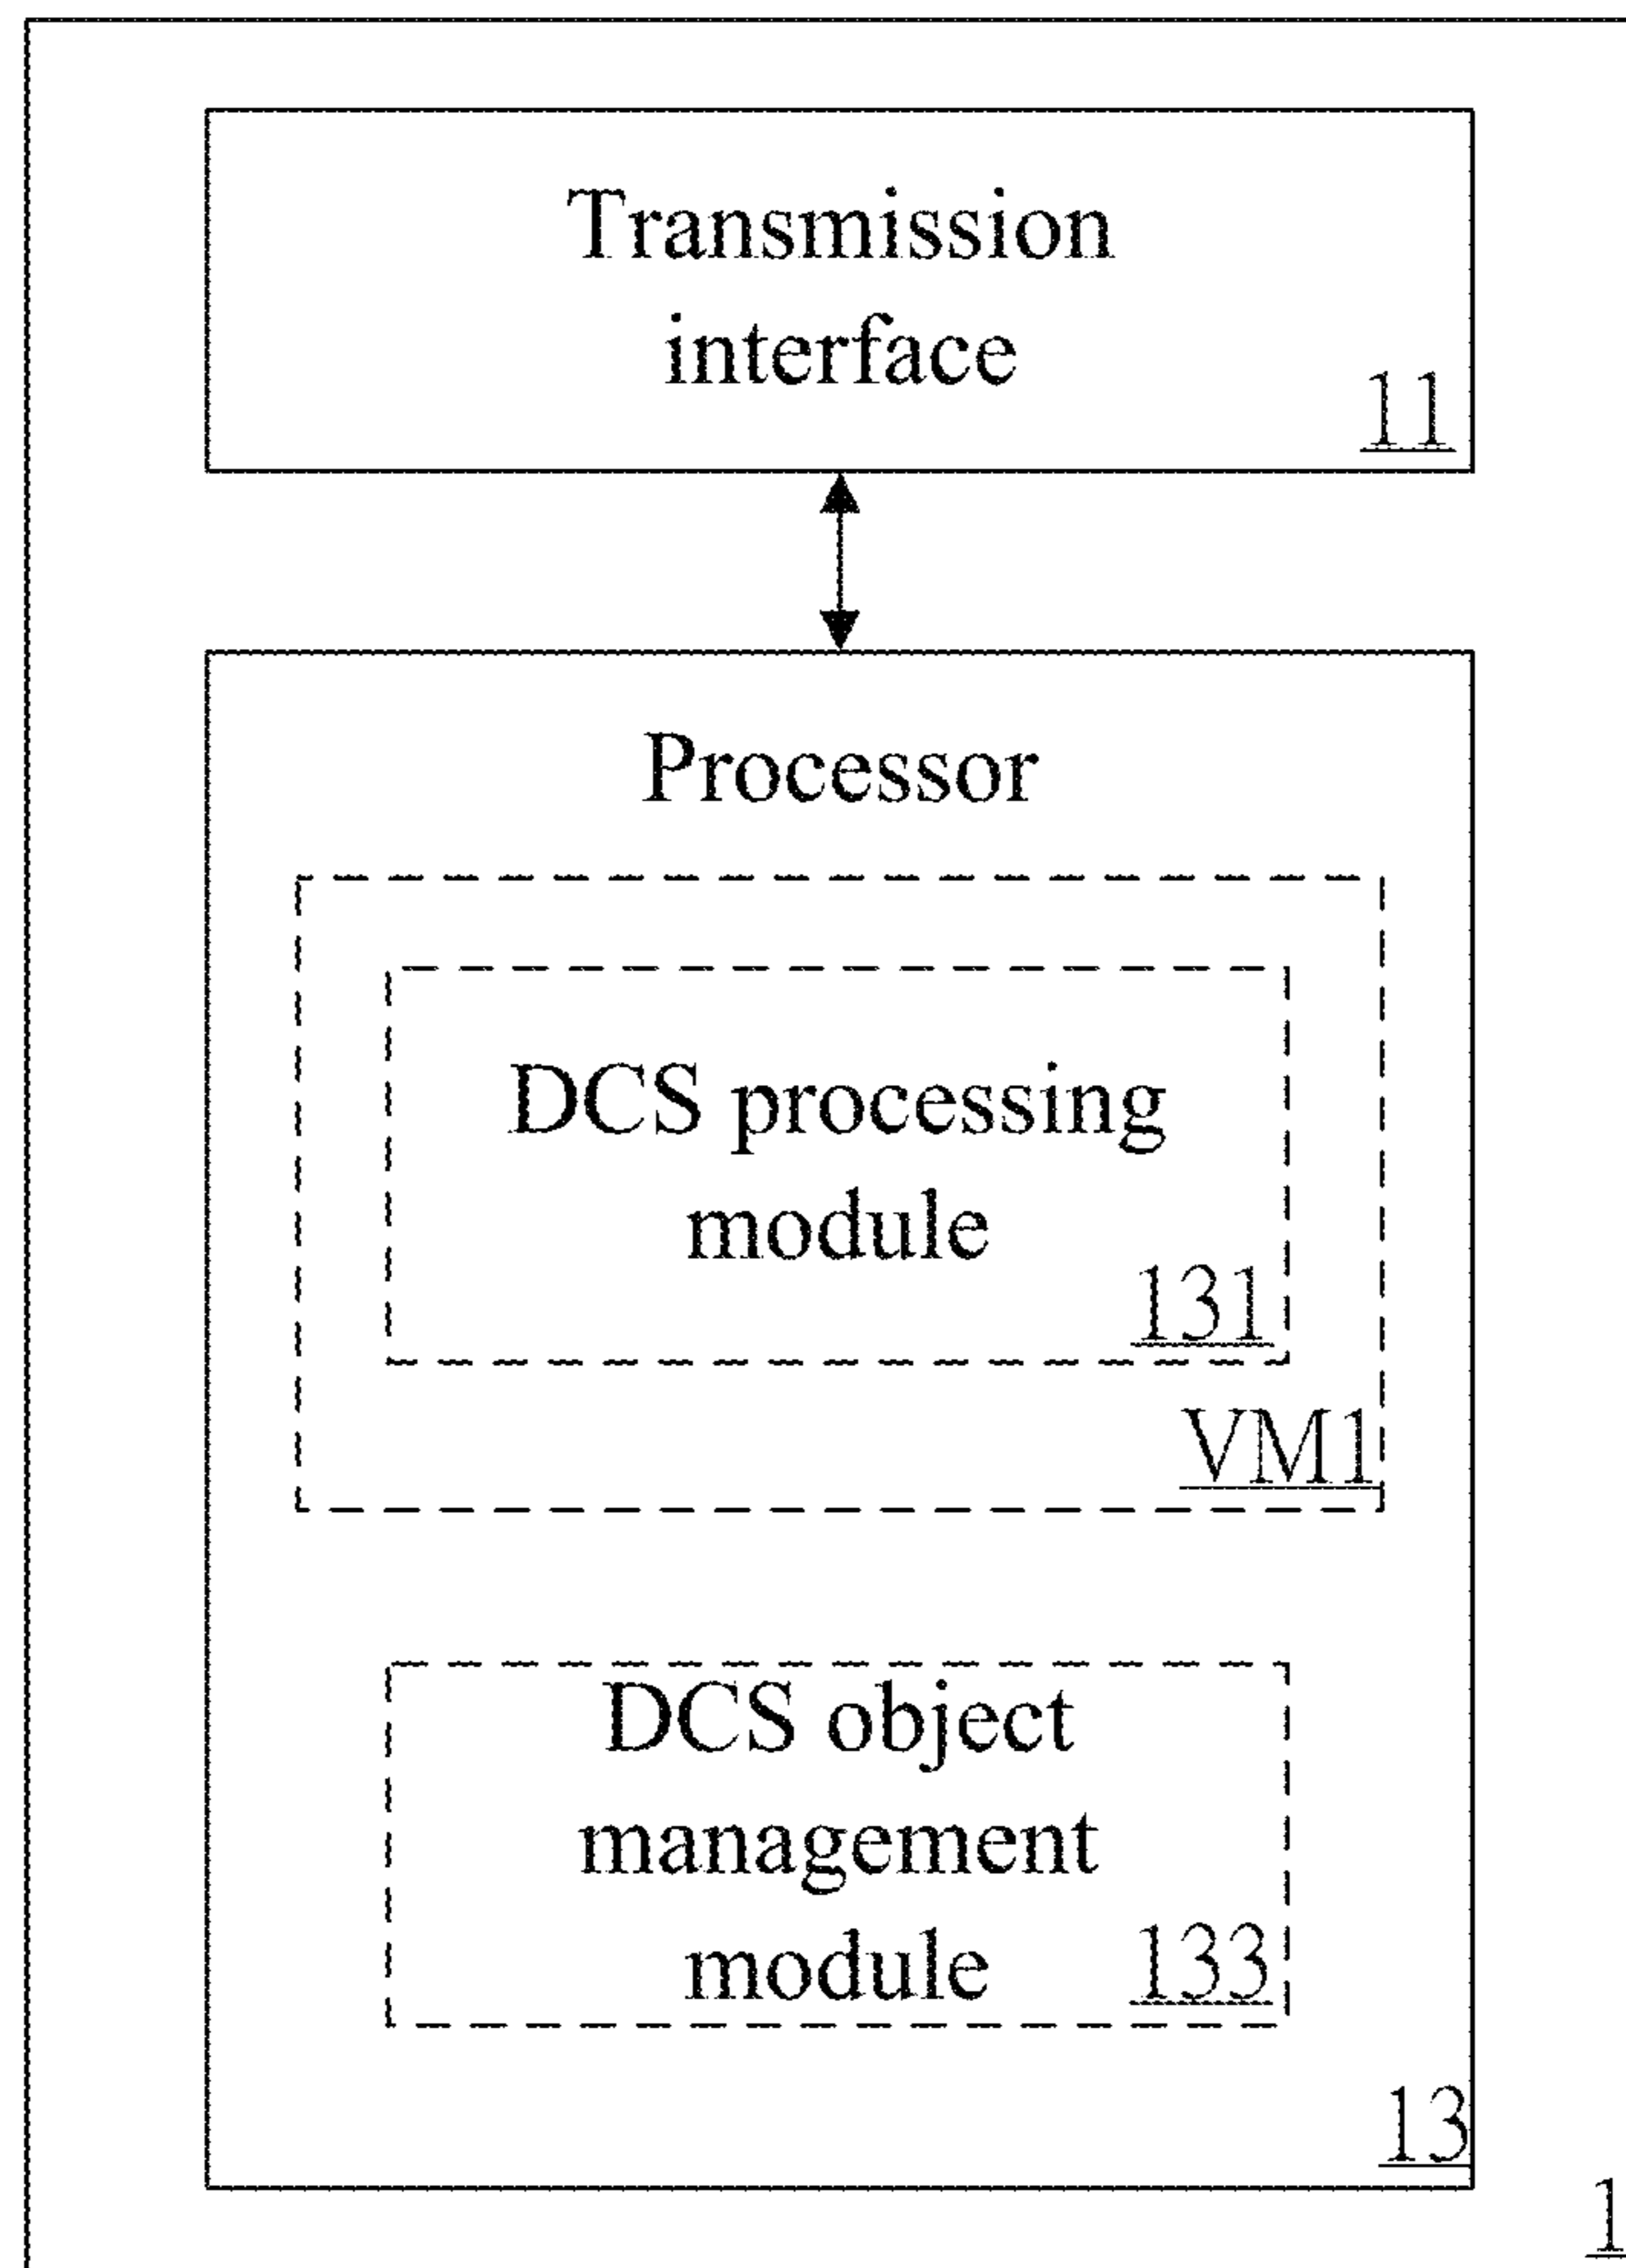 Transmission
interface
11
Processor
DCS processing
module
131
VM1
DCS object
management
module 133
13
1